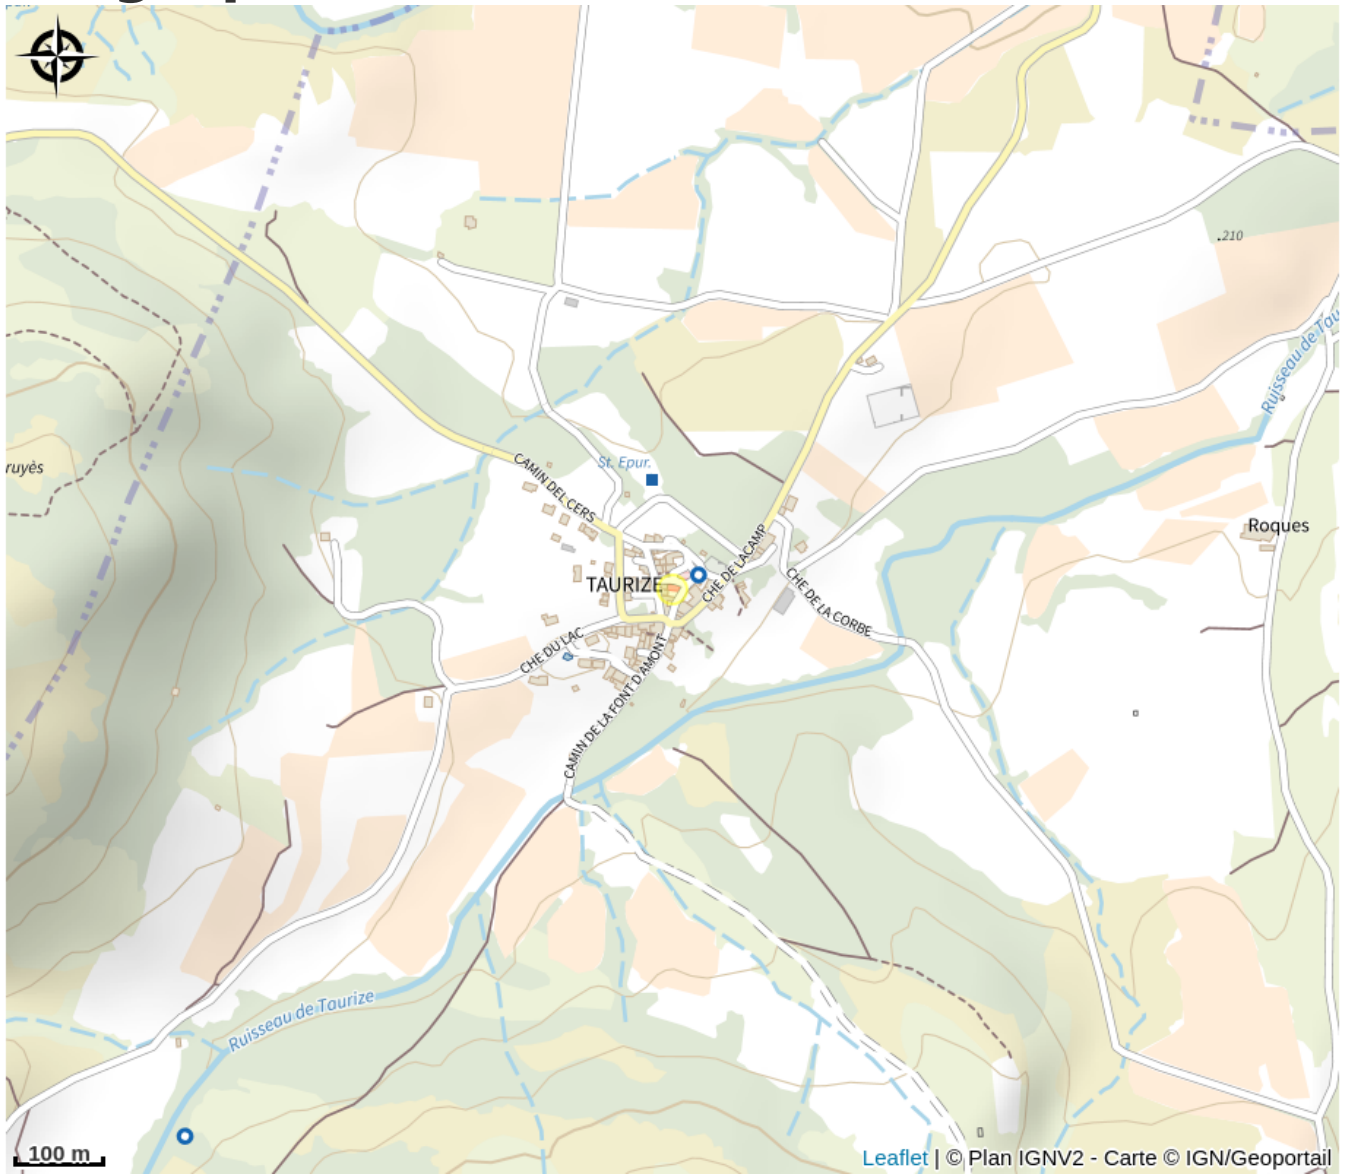 210
Ruisseau de Tau
CAMIN DEL CERS
St. Epur.
ruyès
Roques
TAURIZE
CHE DE LACAMP
CHE DE LA CORBE
CHE DU LAC
CAMIN DE LA FONT D AMONT
Ruisseau de Taurize
100 m
Leaflet | © Plan IGNV2 - Carte © IGN/Geoportail